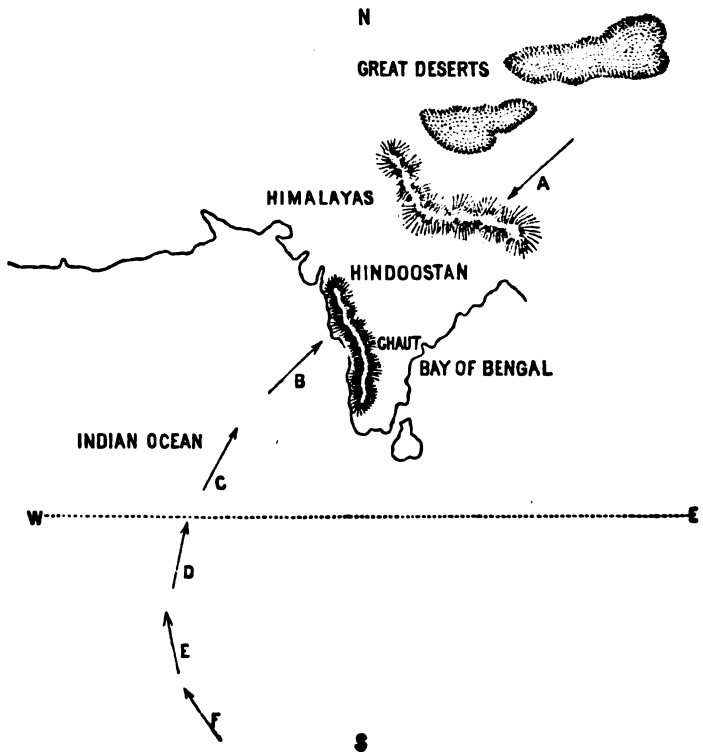 N
GREAT DESERTS
A
HIMALAYAS
HINDOOSTAN
GHAUT
BAY OF BENGAL
B
INDIAN OCEAN
C
W
E
D
E
F
S